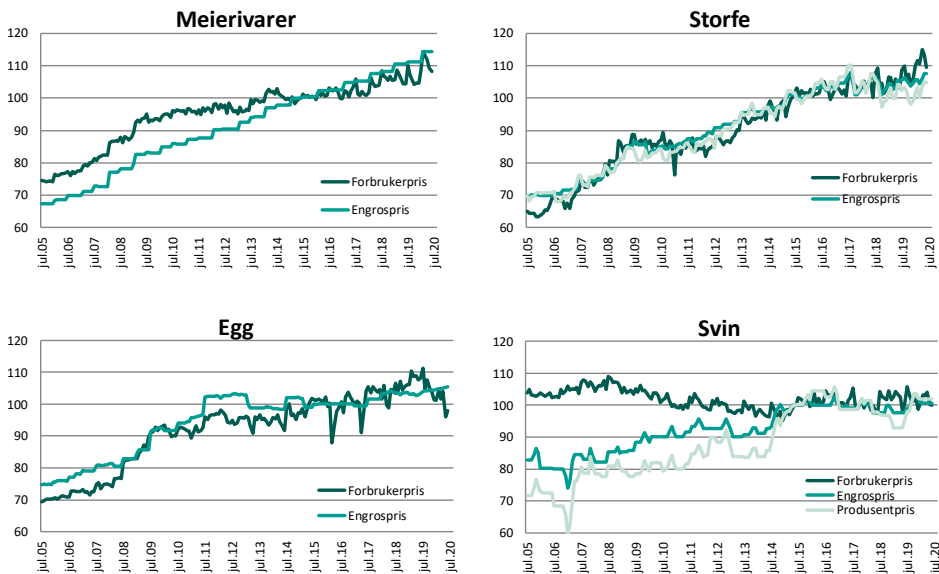 Meierivarer
120
110
100
90
80
70
60
Forbrukerpris
Engrospris
jul.05
jul.06
jul.07
jul.08
jul.09
jul.10
jul.11
jul.12
jul.13
jul.14
jul.15
jul.16
jul.17
jul.18
jul.19
jul.20
Storfe
120
110
100
90
80
70
60
Forbrukerpris
Engrospris
jul.05
jul.06
jul.07
jul.08
jul.09
jul.10
jul.11
jul.12
jul.13
jul.14
jul.15
jul.16
jul.17
jul.18
jul.19
jul.20
Egg
120
110
100
90
80
70
60
Forbrukerpris
Engrospris
jul.05
jul.06
jul.07
jul.08
jul.09
jul.10
jul.11
jul.12
jul.13
jul.14
jul.15
jul.16
jul.17
jul.18
jul.19
jul.20
Svin
120
110
100
90
80
70
60
Forbrukerpris
Engrospris
Produsentpris
jul.05
jul.06
jul.07
jul.08
jul.09
jul.10
jul.11
jul.12
jul.13
jul.14
jul.15
jul.16
jul.17
jul.18
jul.19
jul.20